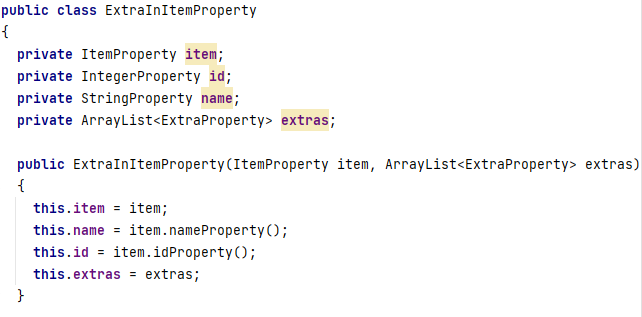 public class ExtraInItemProperty
{
  private ItemProperty item;
  private IntegerProperty id;
  private StringProperty name;
  private ArrayList<ExtraProperty> extras;

  public ExtraInItemProperty(ItemProperty item, ArrayList<ExtraProperty> extras)
  {
    this.item = item;
    this.name = item.nameProperty();
    this.id = item.idProperty();
    this.extras = extras;
  }